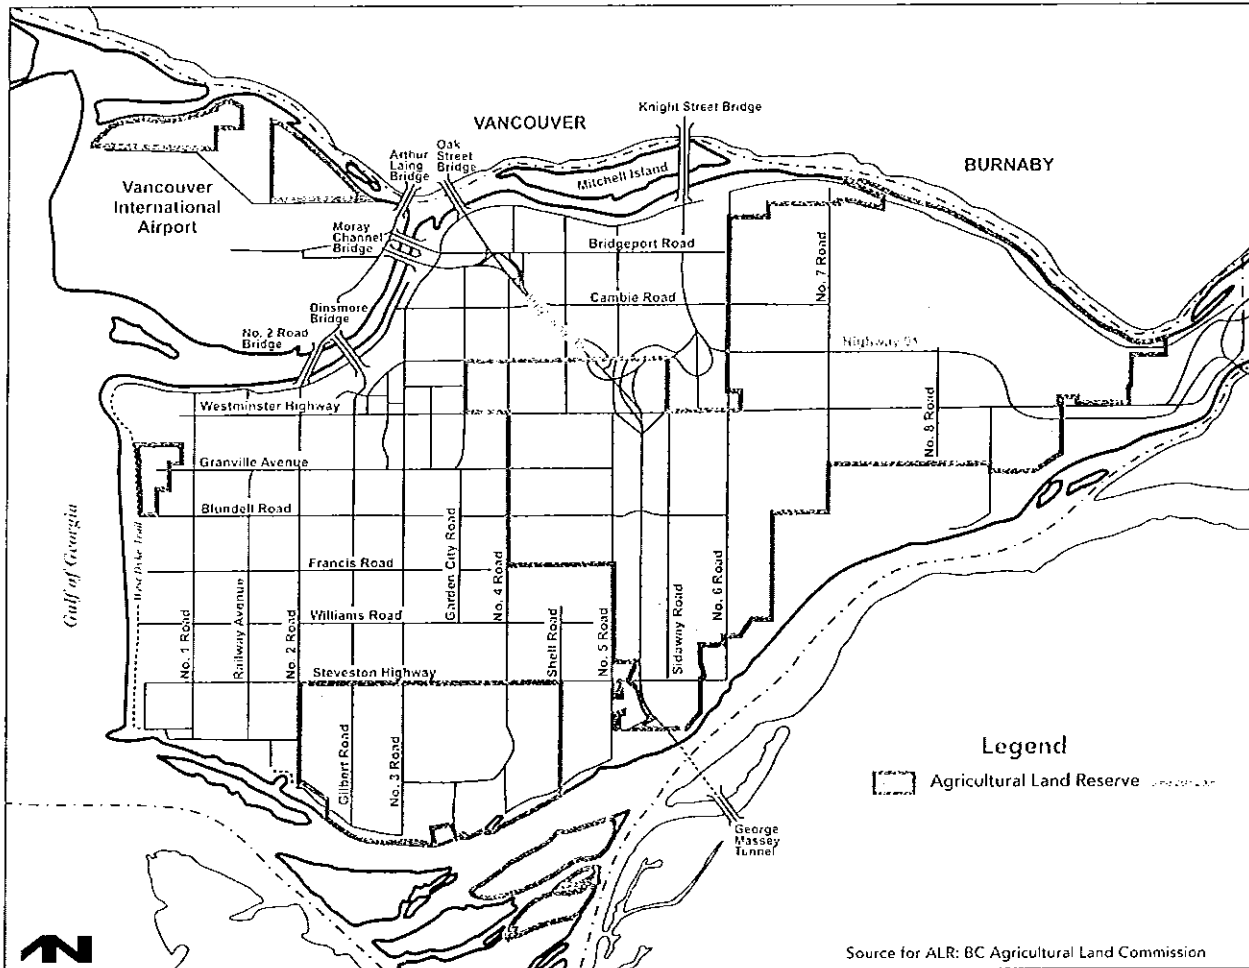 Knight Street Bridge
VANCOUVER
Oak
Street
Bridge
Arthur
Laing
Bridge
BURNABY
Mitchell Island
Vancouver
International
Airport
Moray
Channel
Bridge
Bridgeport Road
No. 7 Road
Cambie Road
Dinsmore
Bridge
No. 2 Road
Bridge
Highway 91
Westminster Highway
No. 8 Road
Granville Avenue
Blundell Road
Gulf of Georgia
West Dyke Trail
Francis Road
Garden City Road
No. 4 Road
No. 6 Road
Williams Road
No. 1 Road
Railway Avenue
No. 2 Road
Shell Road
No. 5 Road
Sidaway Road
Steveston Highway
Gilbert Road
No. 3 Road
Legend
Agricultural Land Reserve
George
Massey
Tunnel
N
Source for ALR: BC Agricultural Land Commission